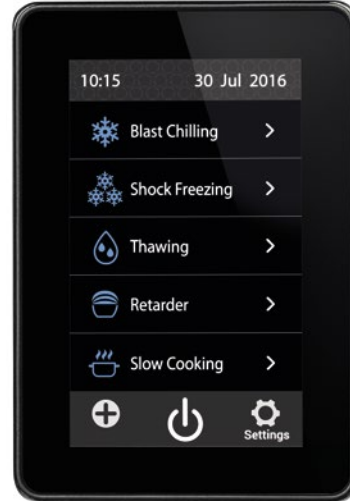 10:15 30 Jul 2016
Blast Chilling
Shock Freezing
Thawing
Retarder
Slow Cooking
Settings